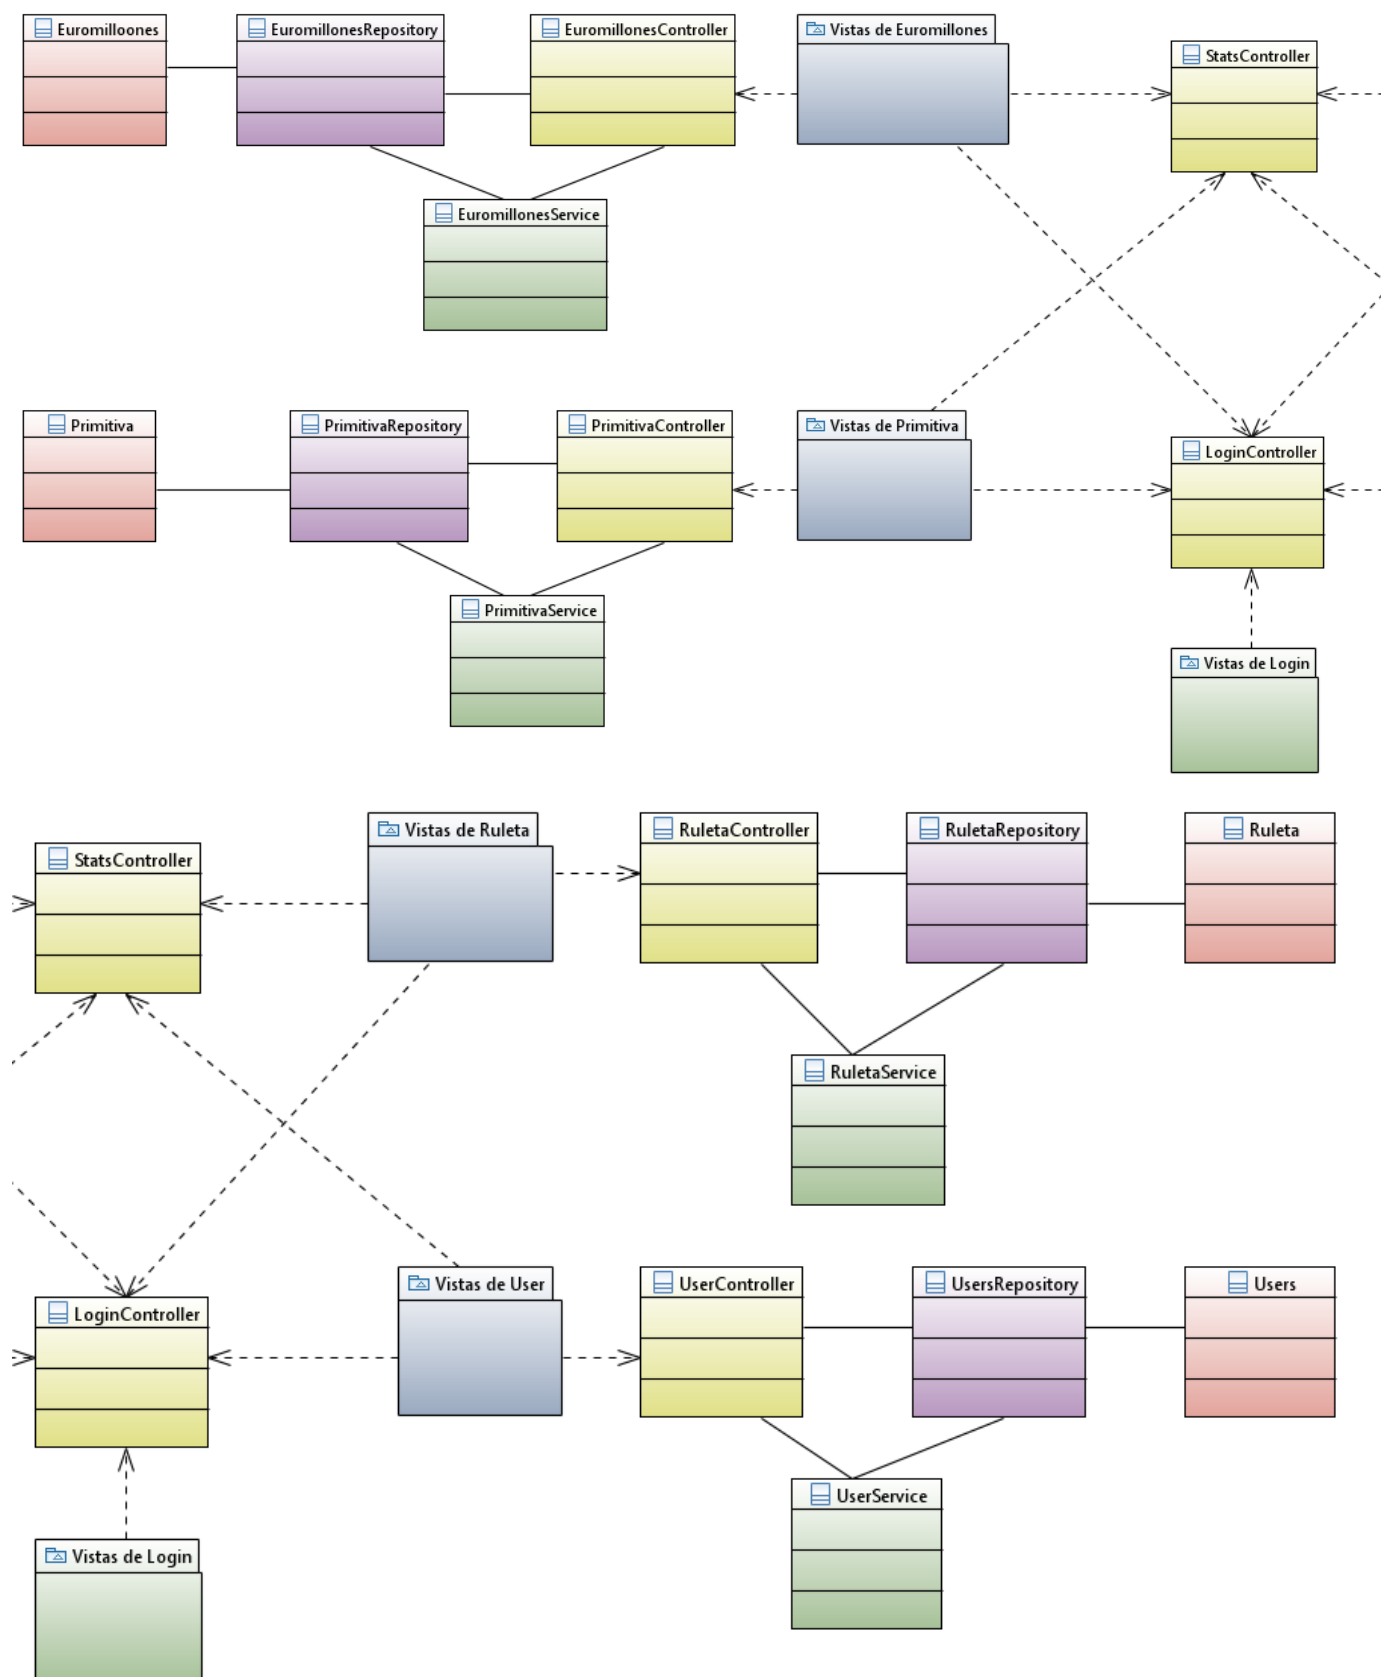 Euromilloones
EuromillonesRepository
EuromillonesController
Vistas de Euromillones
StatsController
EuromillonesService
Primitiva
PrimitivaRepository
PrimitivaController
Vistas de Primitiva
LoginController
PrimitivaService
Vistas de Login
Vistas de Ruleta
RuletaController
RuletaRepository
Ruleta
StatsController
RuletaService
Vistas de User
UserController
UsersRepository
Users
LoginController
UserService
Vistas de Login